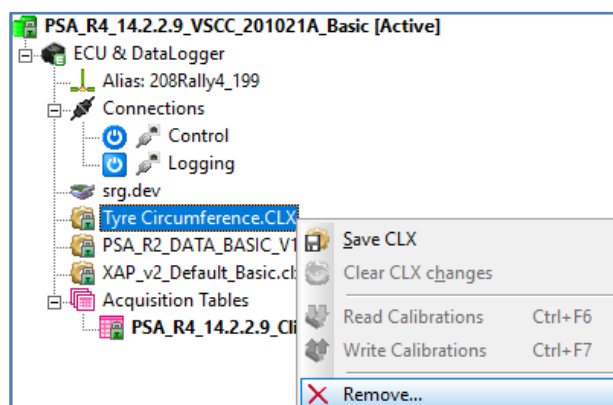 PSA_R4_14.2.2.9_VSCC_201021A_Basic [Active]
ECU & DataLogger
Alias: 208Rally4_199
Connections
Control
Logging
srg.dev
Tyre Circumference.CLX
PSA_R2_DATA_BASIC_V1
XAP_v2_Default_Basic.cl
Acquisition Tables
PSA_R4_14.2.2.9_Cli
Save CLX
Clear CLX changes
Read Calibrations Ctrl+F6
Write Calibrations Ctrl+F7
Remove...